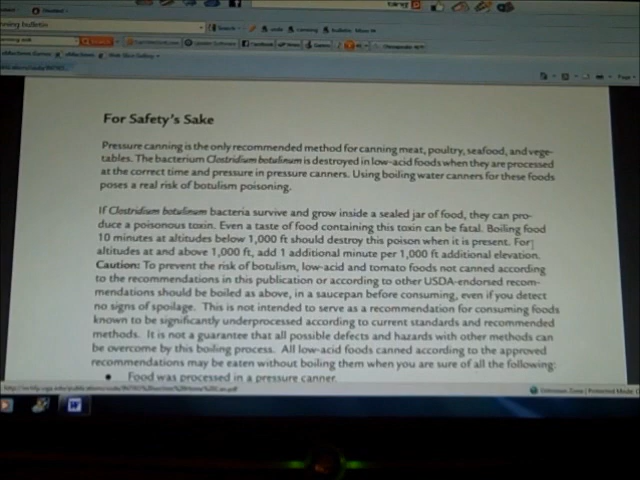 nning bulletin
Search
Facebook
For Safety's Sake
Pressure canning is the only recommended method for canning meat, poultry, seafood, and vege-
tables. The bacterium Clostridium botulinum is destroyed in low-acid foods when they are processed
at the correct time and pressure in pressure canners. Using boiling water canners for these foods
poses a real risk of botulism poisoning.
If Clostridium botulinum bacteria survive and grow inside a sealed jar of food, they can pro-
duce a poisonous toxin. Even a taste of food containing this toxin can be fatal. Boiling food
10 minutes at altitudes below 1,000 ft should destroy this poison when it is present. For
altitudes at and above 1,000 ft, add 1 additional minute per 1,000 ft additional elevation.
Caution: To prevent the risk of botulism, low-acid and tomato foods not canned according
to the recommendations in this publication or according to other USDA-endorsed recom-
mendations should be boiled as above, in a saucepan before consuming, even if you detect
no signs of spoilage. This is not intended to serve as a recommendation for consuming foods
known to be significantly underprocessed according to current standards and recommended
methods. It is not a guarantee that all possible defects and hazards with other methods can
be overcome by this boiling process. All low-acid foods canned according to the approved
recommendations may be eaten without boiling them when you are sure of all the following:
• Food was processed in a pressure canner.